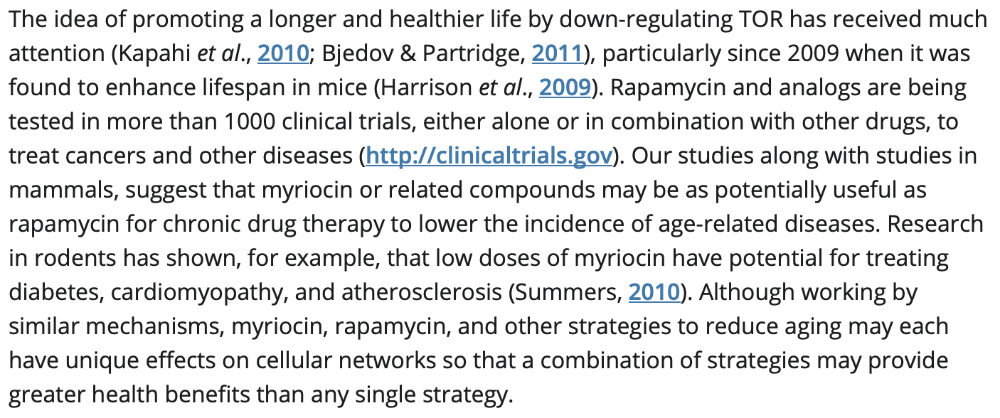 The idea of promoting a longer and healthier life by down-regulating TOR has received much
attention (Kapahi et al., 2010; Bjedov & Partridge, 2011), particularly since 2009 when it was
found to enhance lifespan in mice (Harrison et al., 2009). Rapamycin and analogs are being
tested in more than 1000 clinical trials, either alone or in combination with other drugs, to
treat cancers and other diseases (http://clinicaltrials.gov). Our studies along with studies in
mammals, suggest that myriocin or related compounds may be as potentially useful as
rapamycin for chronic drug therapy to lower the incidence of age-related diseases. Research
in rodents has shown, for example, that low doses of myriocin have potential for treating
diabetes, cardiomyopathy, and atherosclerosis (Summers, 2010). Although working by
similar mechanisms, myriocin, rapamycin, and other strategies to reduce aging may each
have unique effects on cellular networks so that a combination of strategies may provide
greater health benefits than any single strategy.